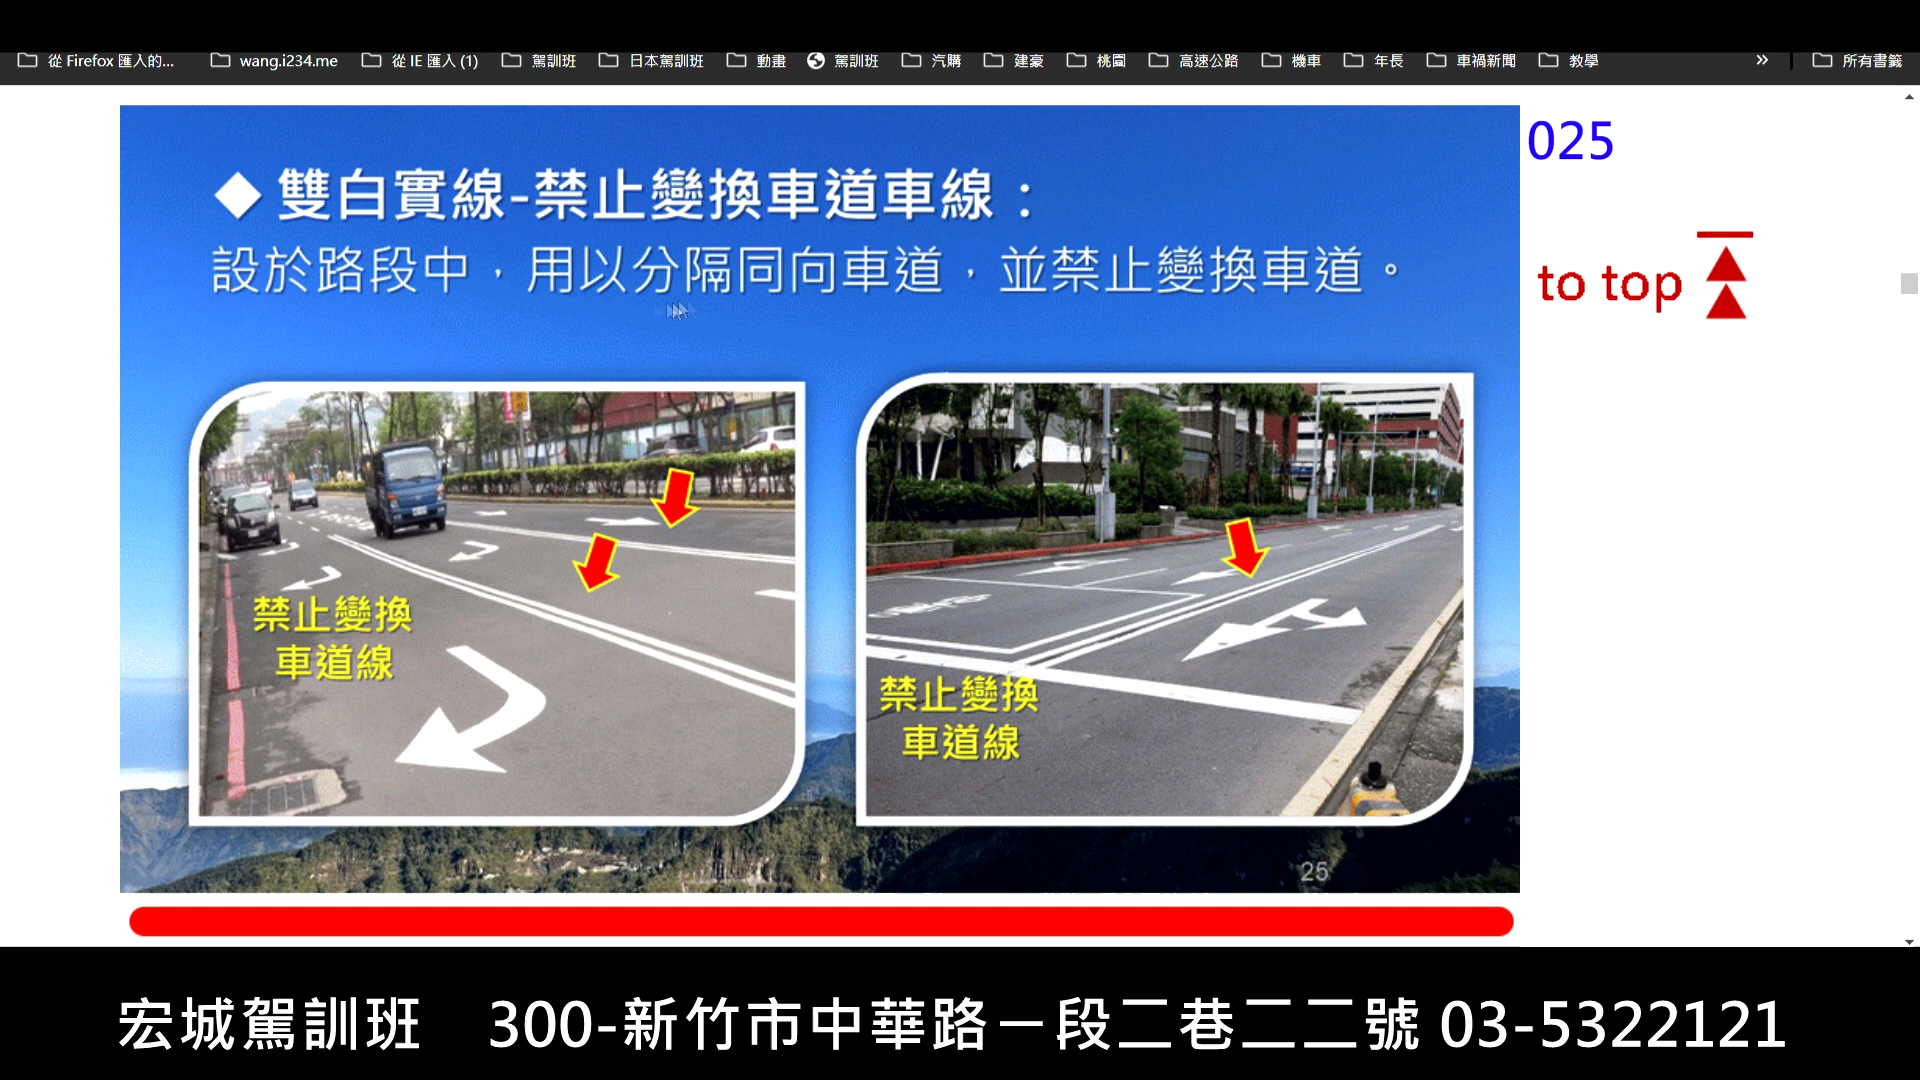 從 Firefox 匯入的... wang.i234.me 從 IE 匯入 (1) 駕訓班 日本駕訓班 動畫 駕訓班 汽購 建豪 桃園 高速公路 機車 年長 車禍新聞 教學 » 所有書籤
025
◆ 雙白實線-禁止變換車道車線：
設於路段中，用以分隔同向車道，並禁止變換車道。
to top
禁止變換
車道線
禁止變換
車道線
25
宏城駕訓班 300-新竹市中華路一段二巷二二號 03-5322121